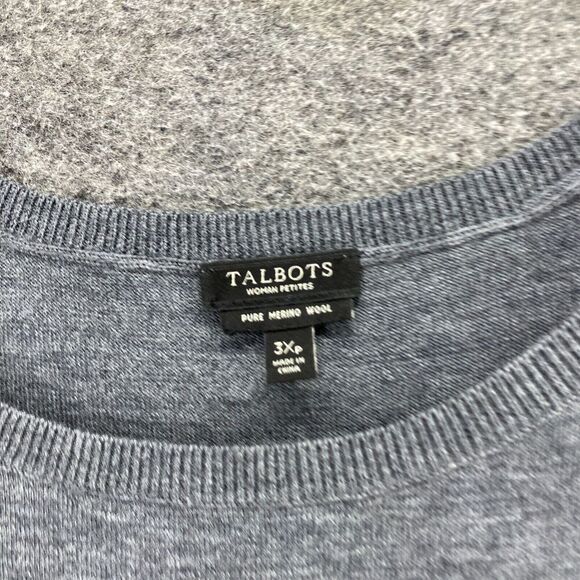 TALBOTS
WOMAN PETITES
PURE MERINO WOOL
3XP
MADE IN
CHINA